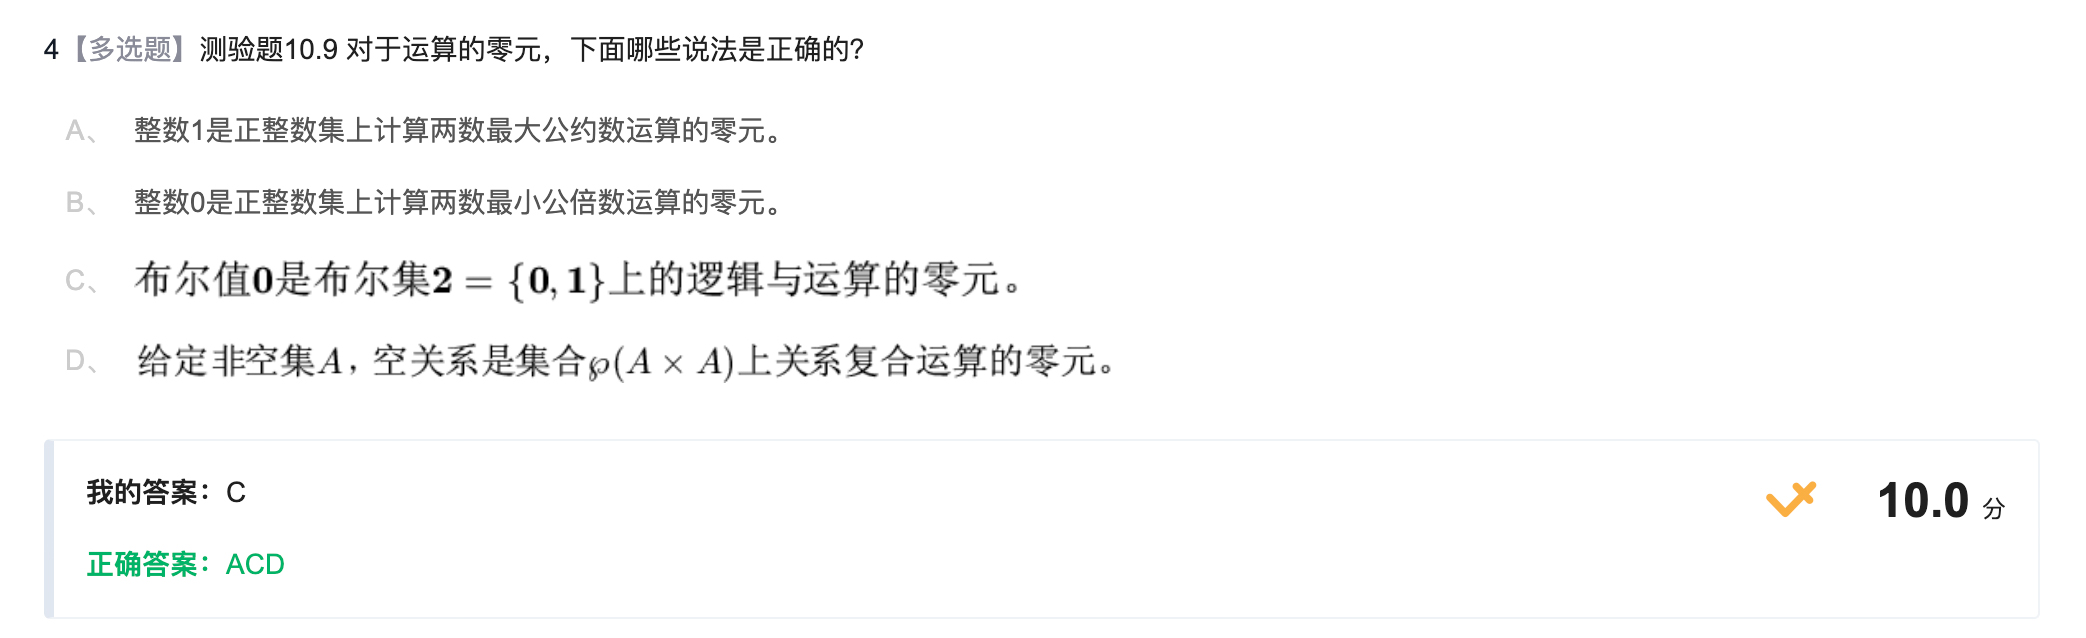 4【多选题】测验题10.9 对于运算的零元，下面哪些说法是正确的?
A、 整数1是正整数集上计算两数最大公约数运算的零元。
B、 整数0是正整数集上计算两数最小公倍数运算的零元。
C、 布尔值0是布尔集2 = {0, 1}上的逻辑与运算的零元。
D、 给定非空集A，空关系是集合℘(A × A)上关系复合运算的零元。
我的答案：C
10.0 分
正确答案：ACD